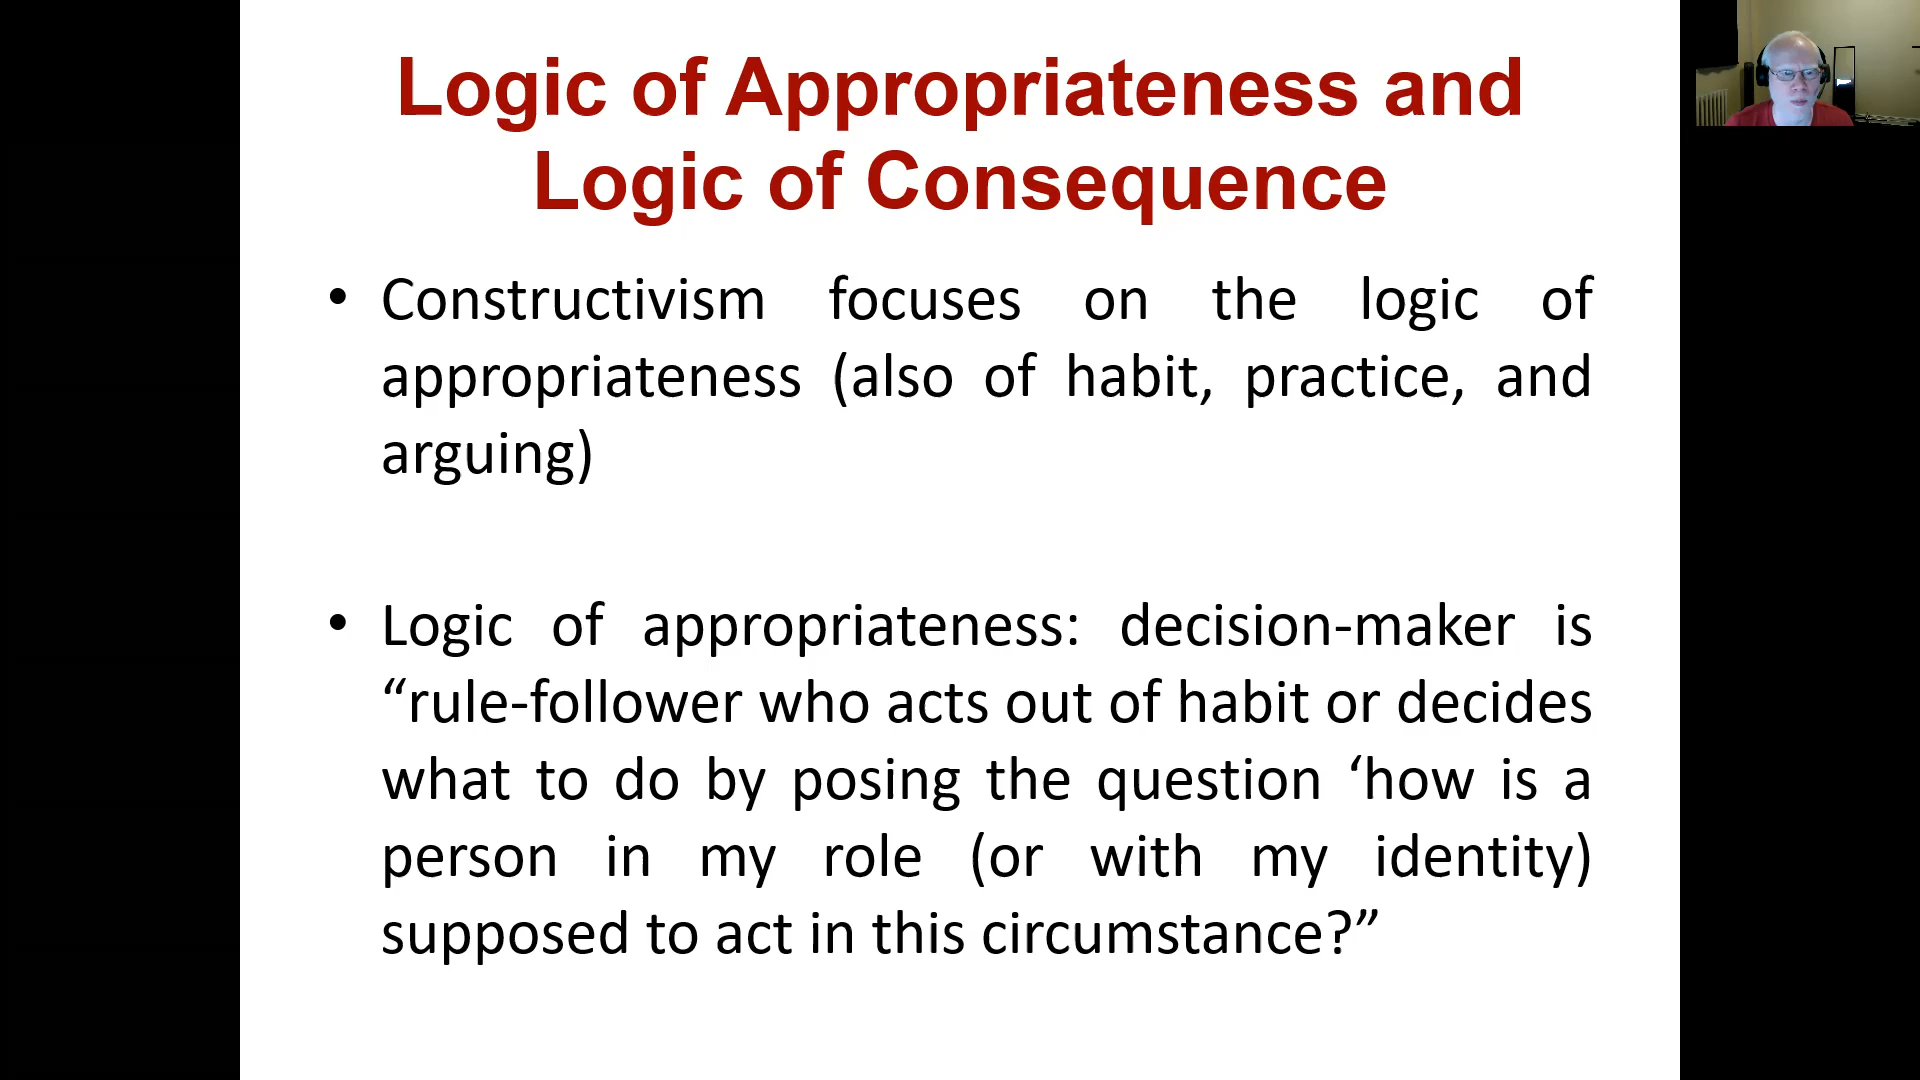 Logic of Appropriateness and
Logic of Consequence
• Constructivism focuses on the logic of
appropriateness (also of habit, practice, and
arguing)
• Logic of appropriateness: decision-maker is
“rule-follower who acts out of habit or decides
what to do by posing the question ‘how is a
person in my role (or with my identity)
supposed to act in this circumstance?”